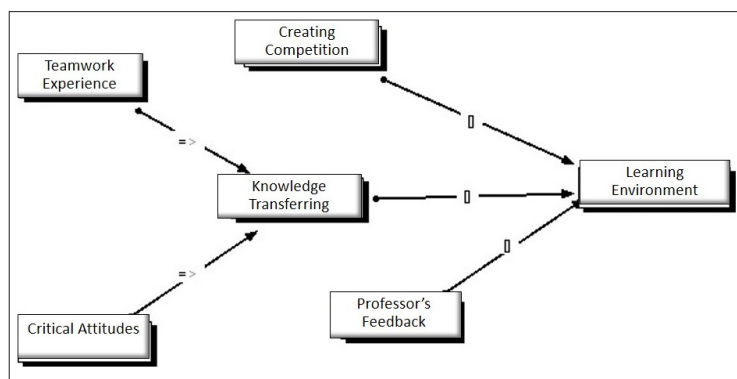 Creating
Competition
Teamwork
Experience
[]
=>
Learning
Environment
Knowledge
Transferring
[]
[]
=>
Professor's
Feedback
Critical Attitudes